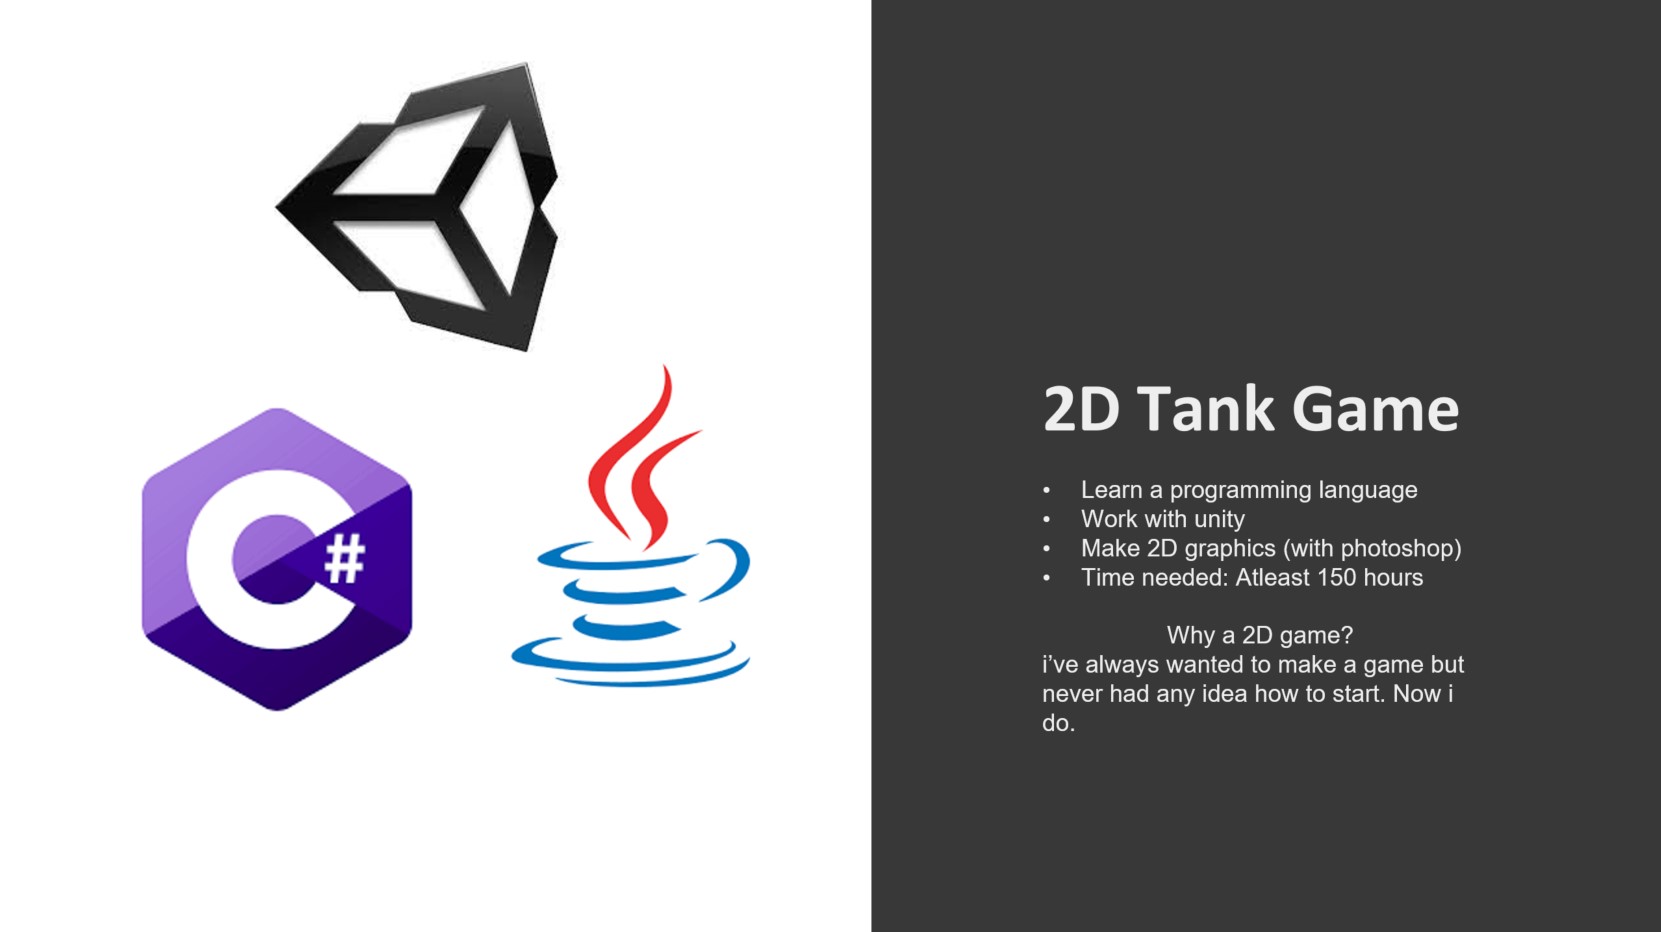 C#
2D Tank Game
• Learn a programming language
• Work with unity
• Make 2D graphics (with photoshop)
• Time needed: Atleast 150 hours
Why a 2D game?
i’ve always wanted to make a game but
never had any idea how to start. Now i
do.